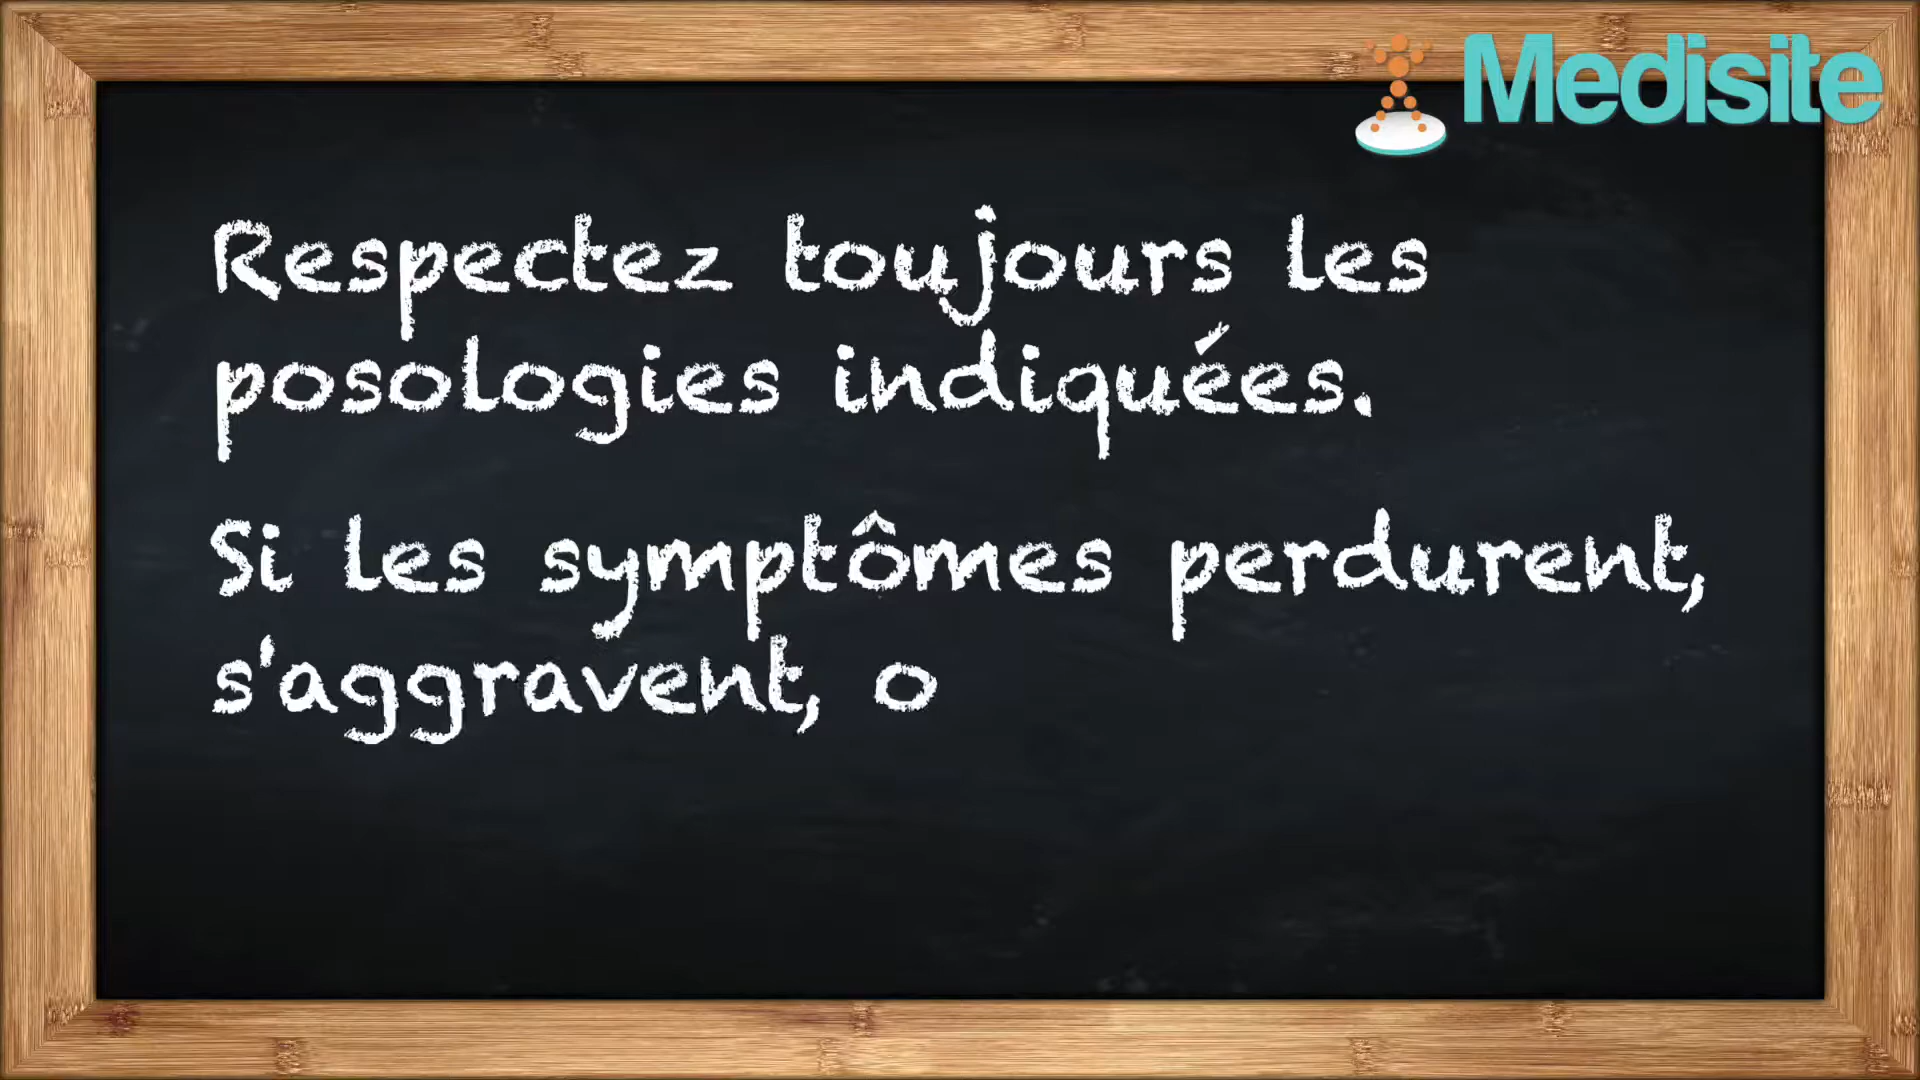 Medisite
Respectez toujours les
posologies indiquées.
Si les symptômes perdurent,
s'aggravent, o